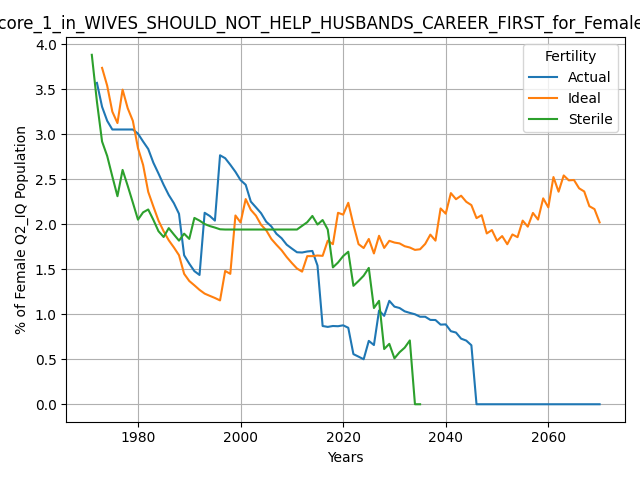 core_1_in_WIVES_SHOULD_NOT_HELP_HUSBANDS_CAREER_FIRST_for_Female
Fertility
Actual
Ideal
Sterile
% of Female Q2_IQ Population
4.0
3.5
3.0
2.5
2.0
1.5
1.0
0.5
0.0
1980
2000
2020
2040
2060
Years